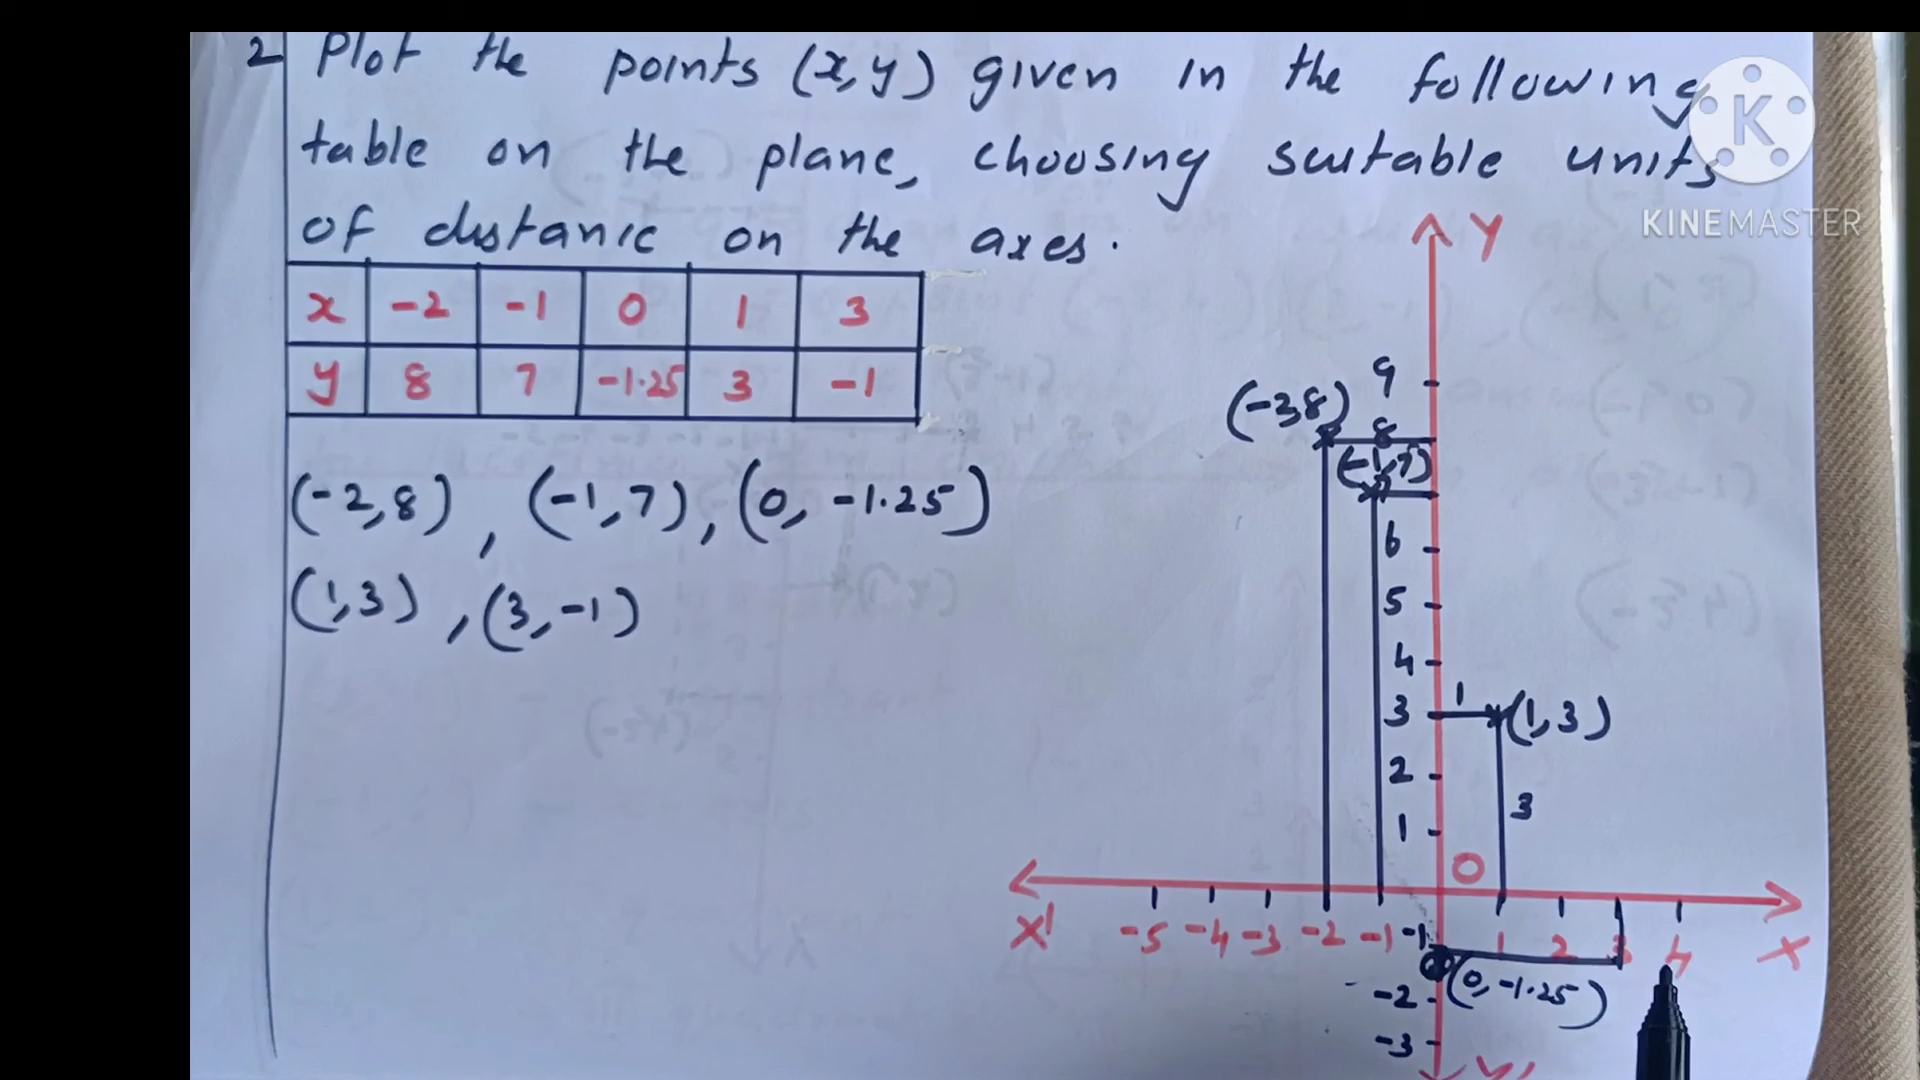 2 Plot the points (x,y) given in the following
table on the plane, choosing suitable units
of distance on the axes.
x -2 -1 0 1 3
y 8 7 -1.25 3 -1
(-2,8), (-1,7), (0, -1.25)
(1,3), (3,-1)
K
KINEMASTER
Y
9
(-2,8) 8
(-1,7)
7
6
5
4
3 1 (1,3)
2
3
1
O
X' -5 -4 -3 -2 -1 1 2 3 4 X
-1
(0, -1.25)
-2
-3
Y'